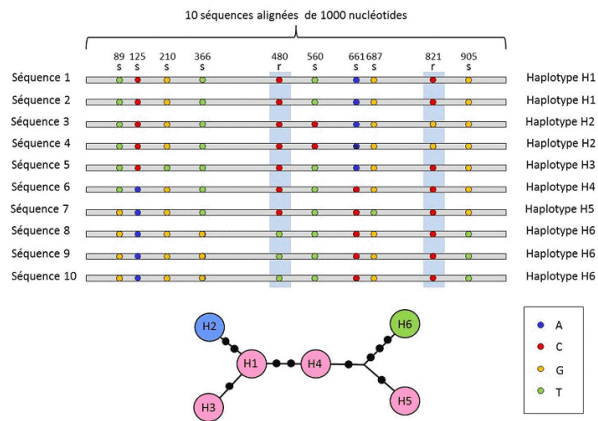 10 séquences alignées de 1000 nucléotides
89 125 210 366 480 560 661 687 821 905
s s s s r s s s r s
Séquence 1 Haplotype H1
Séquence 2 Haplotype H1
Séquence 3 Haplotype H2
Séquence 4 Haplotype H2
Séquence 5 Haplotype H3
Séquence 6 Haplotype H4
Séquence 7 Haplotype H5
Séquence 8 Haplotype H6
Séquence 9 Haplotype H6
Séquence 10 Haplotype H6
H2 H6
H1 H4
H3 H5
A
C
G
T